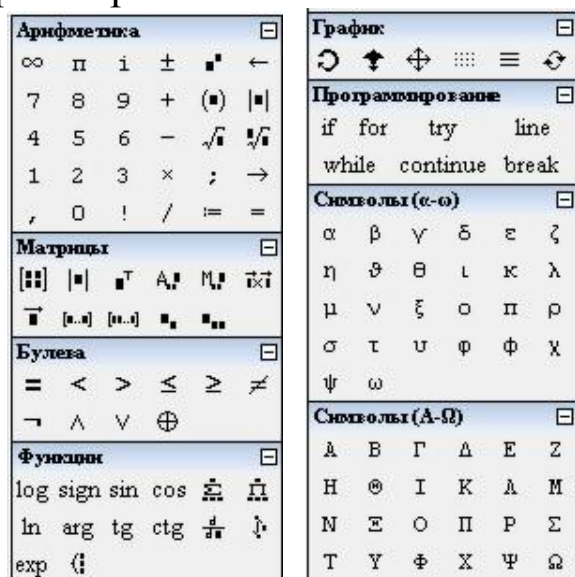 Арифметика
∞ π i ± ■ ←
7 8 9 + (■) |■|
4 5 6 − √■ ∜■
1 2 3 × ; →
, 0 ! / := =
Матрицы
|■| ■ᵀ
Булева
= < > ≤ ≥ ≠
¬ ∧ ∨ ⊕
Функции
log sign sin cos Σ Π
ln arg tg ctg
exp
График
Программирование
if for try line
while continue break
Символы (α-ω)
α β γ δ ε ζ
η ϑ θ ι κ λ
μ ν ξ ο π ρ
σ τ υ φ ϕ χ
ψ ω
Символы (Α-Ω)
Α Β Γ Δ Ε Ζ
Η Θ Ι Κ Λ Μ
Ν Ξ Ο Π Ρ Σ
Τ Υ Φ Χ Ψ Ω